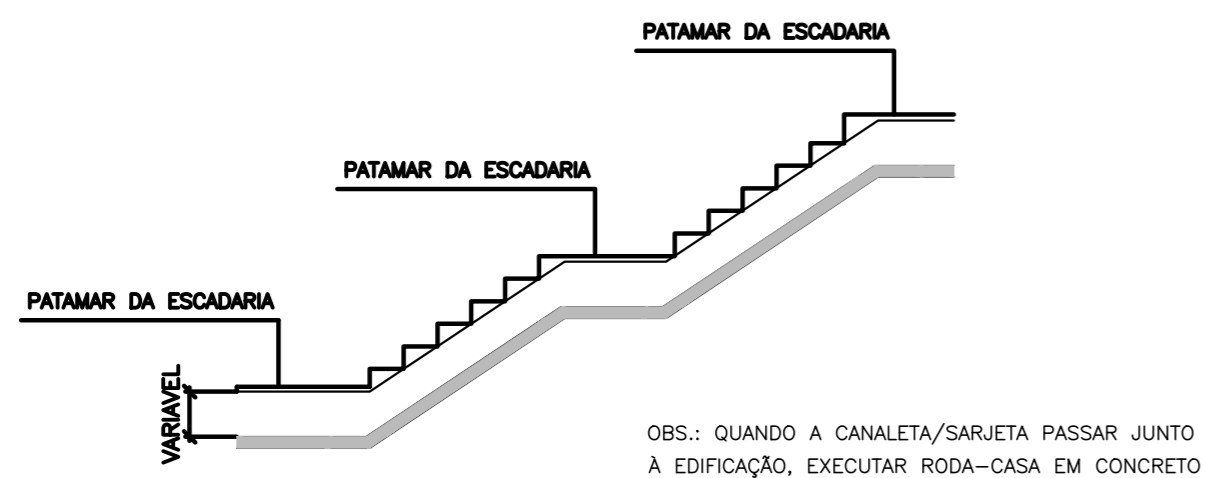 PATAMAR DA ESCADARIA
PATAMAR DA ESCADARIA
PATAMAR DA ESCADARIA
VARIAVEL
OBS.: QUANDO A CANALETA/SARJETA PASSAR JUNTO
À EDIFICAÇÃO, EXECUTAR RODA-CASA EM CONCRETO